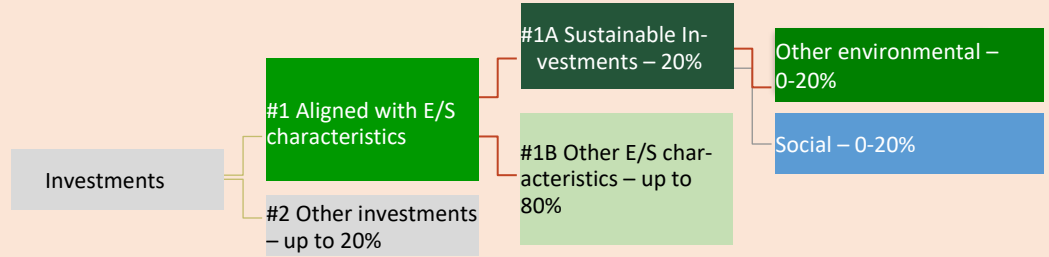 Investments
#1 Aligned with E/S
characteristics
#2 Other investments
– up to 20%
#1A Sustainable In-
vestments – 20%
#1B Other E/S char-
acteristics – up to
80%
Other environmental –
0-20%
Social – 0-20%